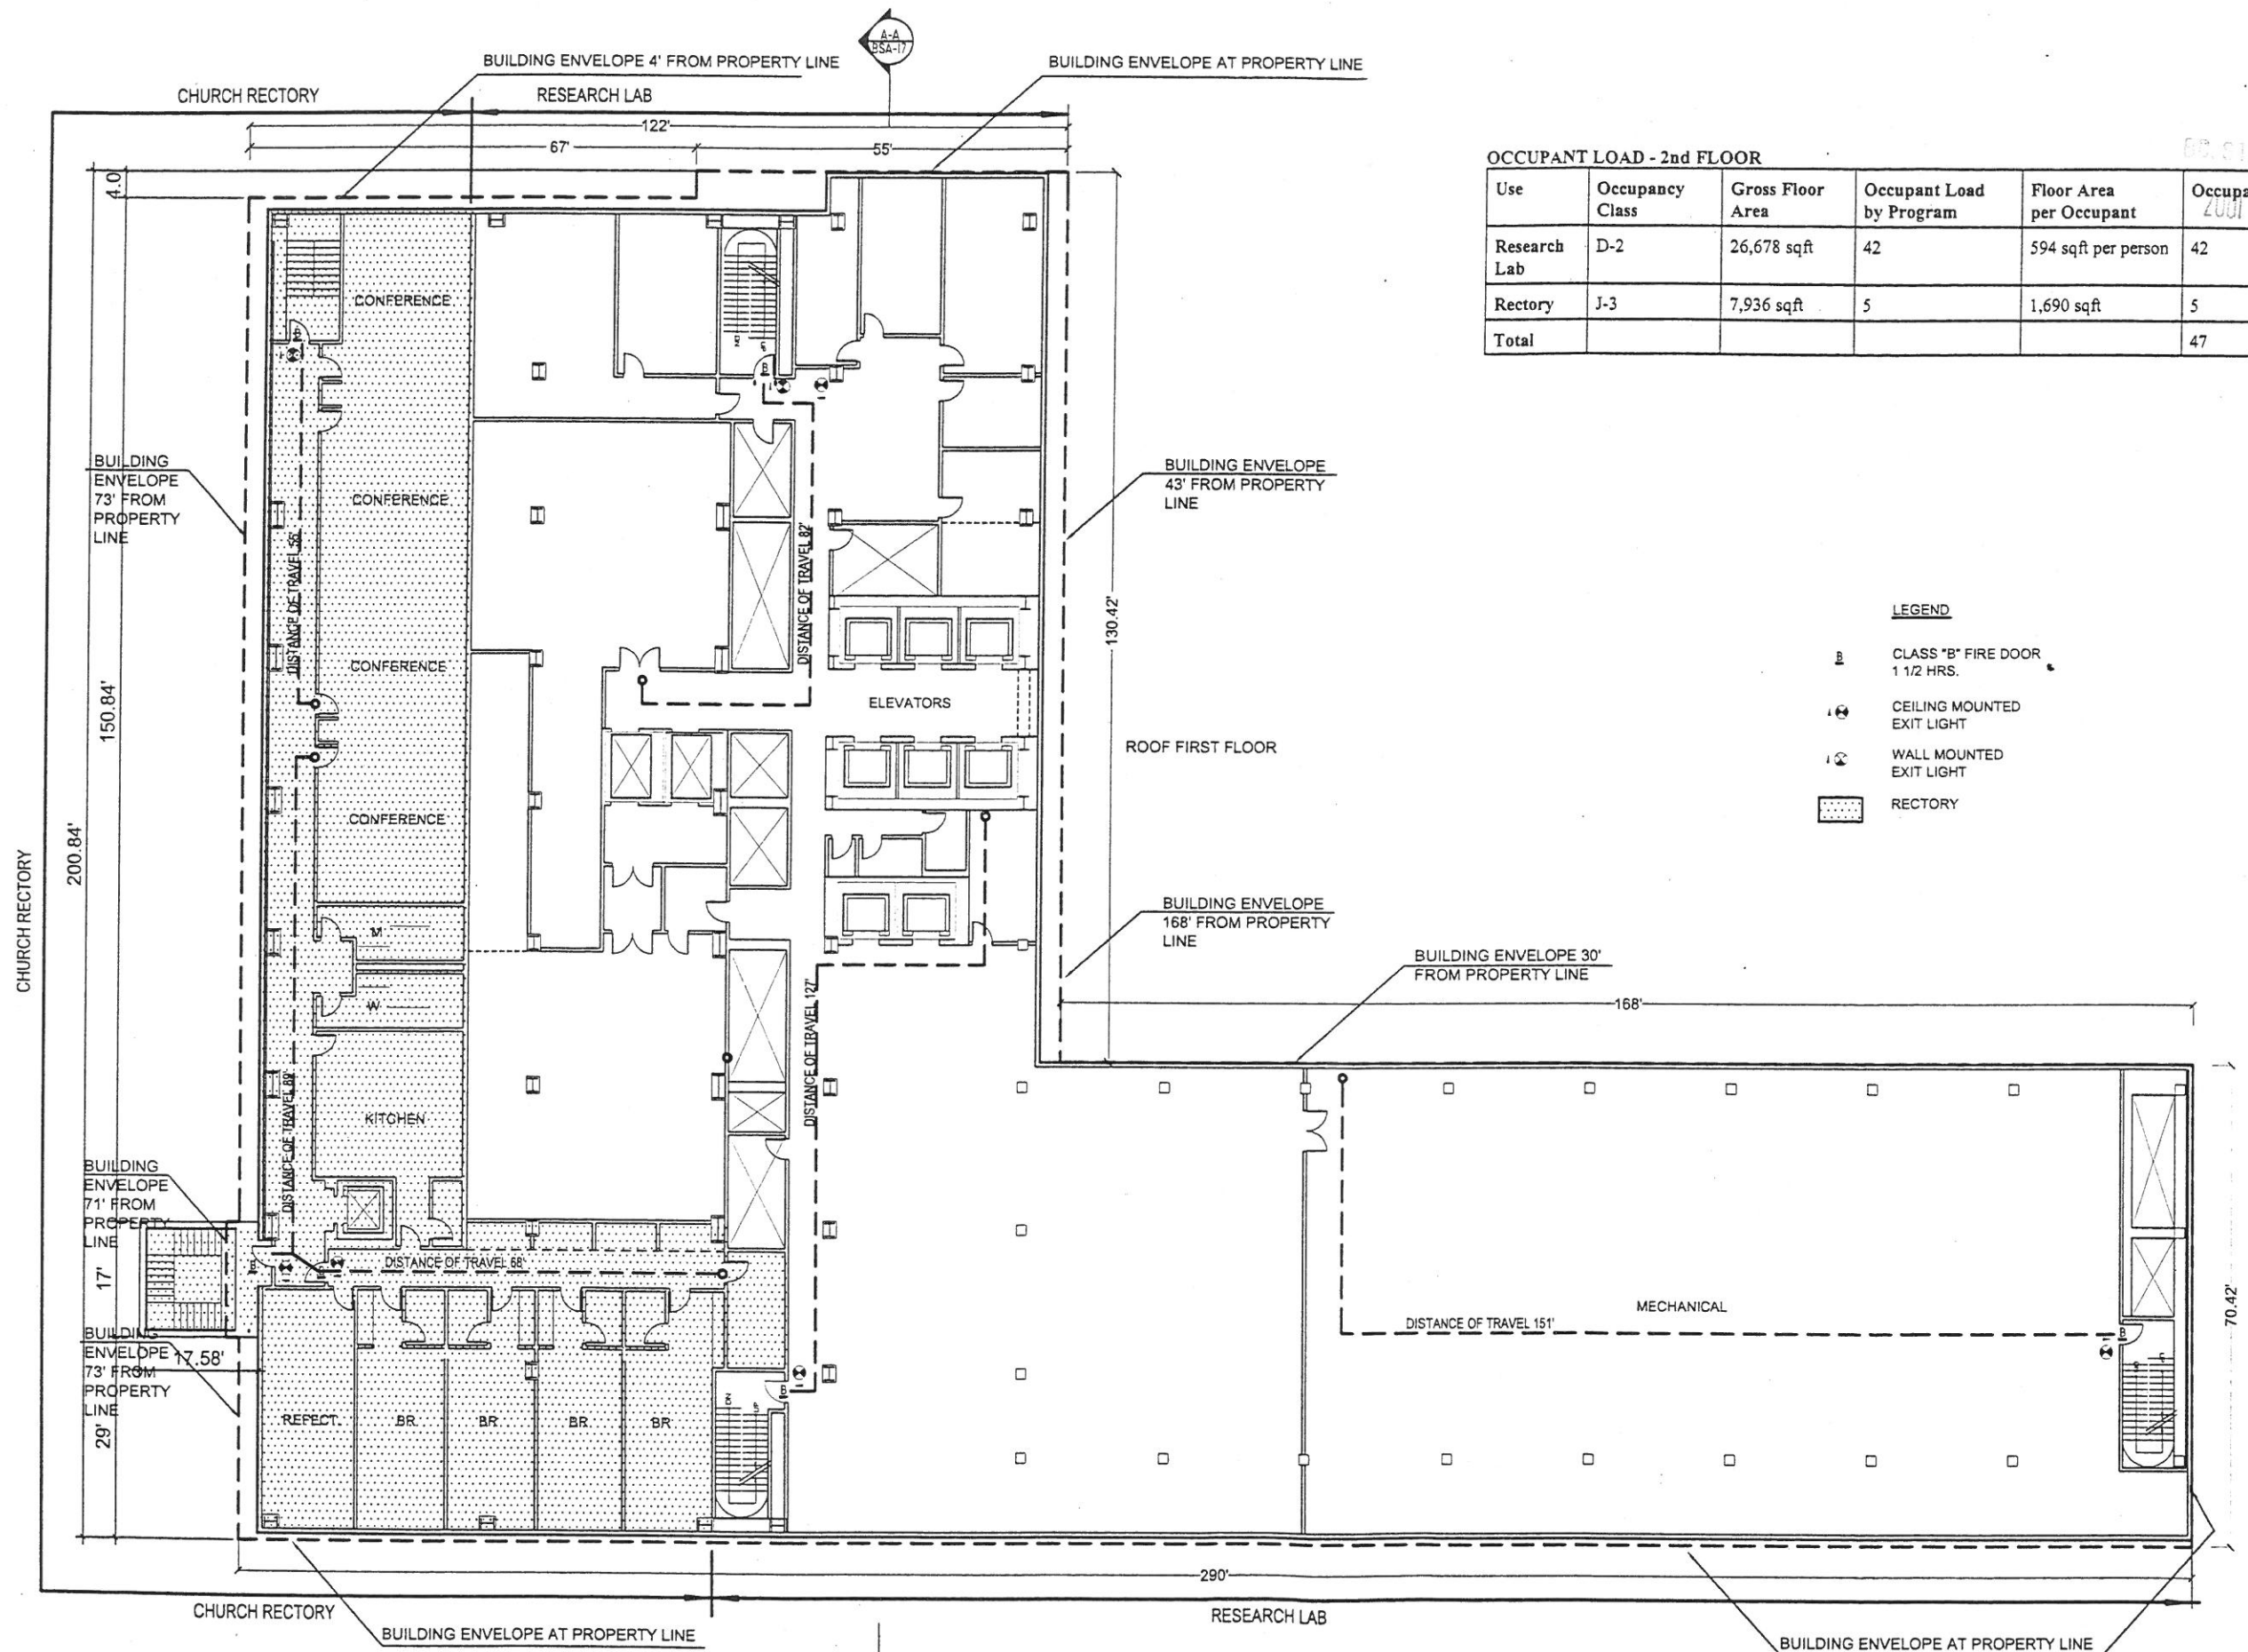 A-A
BSA-17
BUILDING ENVELOPE 4' FROM PROPERTY LINE
BUILDING ENVELOPE AT PROPERTY LINE
CHURCH RECTORY
RESEARCH LAB
122'
67'
55'
4.0
OCCUPANT LOAD - 2nd FLOOR
Use
Occupancy
Class
Gross Floor
Area
Occupant Load
by Program
Floor Area
per Occupant
Occupa
Research
Lab
D-2
26,678 sqft
42
594 sqft per person
42
Rectory
J-3
7,936 sqft
5
1,690 sqft
5
Total
47
CONFERENCE
B
B
CONFERENCE
BUILDING
ENVELOPE
73' FROM
PROPERTY
LINE
BUILDING ENVELOPE
43' FROM PROPERTY
LINE
DISTANCE OF TRAVEL 55'
DISTANCE OF TRAVEL 82'
130.42'
CONFERENCE
ELEVATORS
150.84'
200.84'
CHURCH RECTORY
ROOF FIRST FLOOR
LEGEND
B
CLASS "B" FIRE DOOR
1 1/2 HRS.
CEILING MOUNTED
EXIT LIGHT
WALL MOUNTED
EXIT LIGHT
RECTORY
CONFERENCE
M
W
BUILDING ENVELOPE
168' FROM PROPERTY
LINE
BUILDING ENVELOPE 30'
FROM PROPERTY LINE
168'
DISTANCE OF TRAVEL 127'
DISTANCE OF TRAVEL 89'
KITCHEN
BUILDING
ENVELOPE
71' FROM
PROPERTY
LINE
17'
B
DISTANCE OF TRAVEL 68'
MECHANICAL
DISTANCE OF TRAVEL 151'
B
70.42'
BUILDING
ENVELOPE
73' FROM
PROPERTY
LINE
17.58'
29'
B
REFECT.
BR
BR
BR
BR
290'
CHURCH RECTORY
RESEARCH LAB
BUILDING ENVELOPE AT PROPERTY LINE
BUILDING ENVELOPE AT PROPERTY LINE